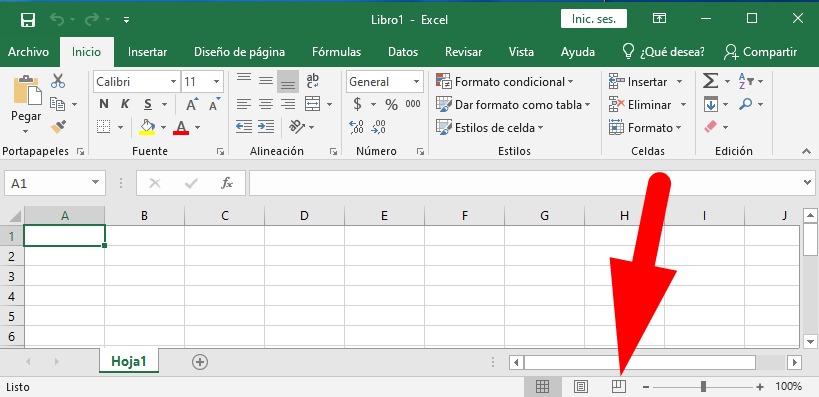 Libro1 - Excel
Inic. ses.
Archivo Inicio Insertar Diseño de página Fórmulas Datos Revisar Vista Ayuda ¿Qué desea? Compartir
Calibri 11 General Formato condicional Insertar
Pegar N K S $ % 000 Dar formato como tabla Eliminar
Estilos de celda Formato
Portapapeles Fuente Alineación Número Estilos Celdas Edición
A1 fx
A B C D E F G H I J
1
2
3
4
5
6
Hoja1
Listo 100%